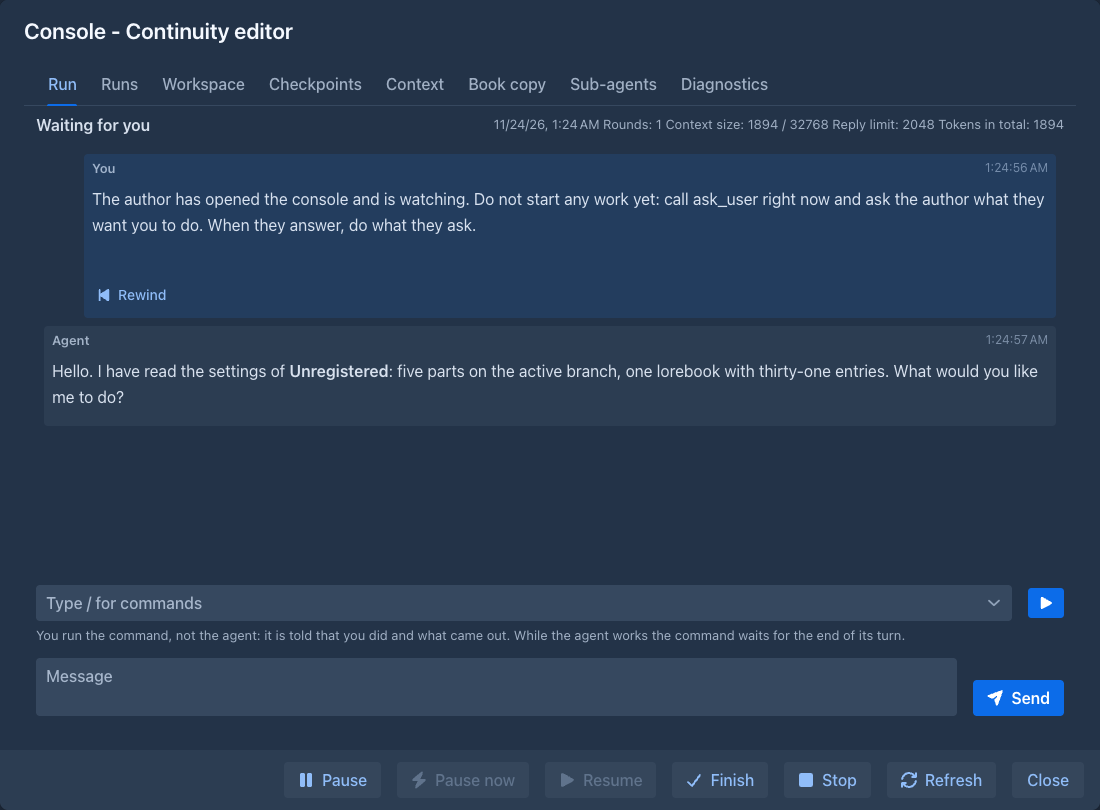 Console - Continuity editor
Run Runs Workspace Checkpoints Context Book copy Sub-agents Diagnostics
Waiting for you 11/24/26, 1:24 AM Rounds: 1 Context size: 1894 / 32768 Reply limit: 2048 Tokens in total: 1894
You 1:24:56 AM
The author has opened the console and is watching. Do not start any work yet: call ask_user right now and ask the author what they
want you to do. When they answer, do what they ask.
Rewind
Agent 1:24:57 AM
Hello. I have read the settings of Unregistered: five parts on the active branch, one lorebook with thirty-one entries. What would you like
me to do?
Type / for commands
You run the command, not the agent: it is told that you did and what came out. While the agent works the command waits for the end of its turn.
Message
Send
Pause Pause now Resume Finish Stop Refresh Close